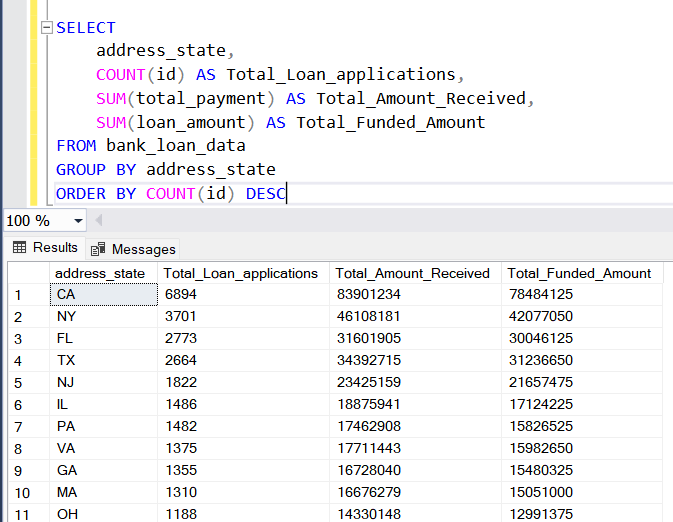 SELECT
address_state,
COUNT(id) AS Total_Loan_applications,
SUM(total_payment) AS Total_Amount_Received,
SUM(loan_amount) AS Total_Funded_Amount
FROM bank_loan_data
GROUP BY address_state
ORDER BY COUNT(id) DESC
100 %
Results Messages
address_state Total_Loan_applications Total_Amount_Received Total_Funded_Amount
1 CA 6894 83901234 78484125
2 NY 3701 46108181 42077050
3 FL 2773 31601905 30046125
4 TX 2664 34392715 31236650
5 NJ 1822 23425159 21657475
6 IL 1486 18875941 17124225
7 PA 1482 17462908 15826525
8 VA 1375 17711443 15982650
9 GA 1355 16728040 15480325
10 MA 1310 16676279 15051000
11 OH 1188 14330148 12991375